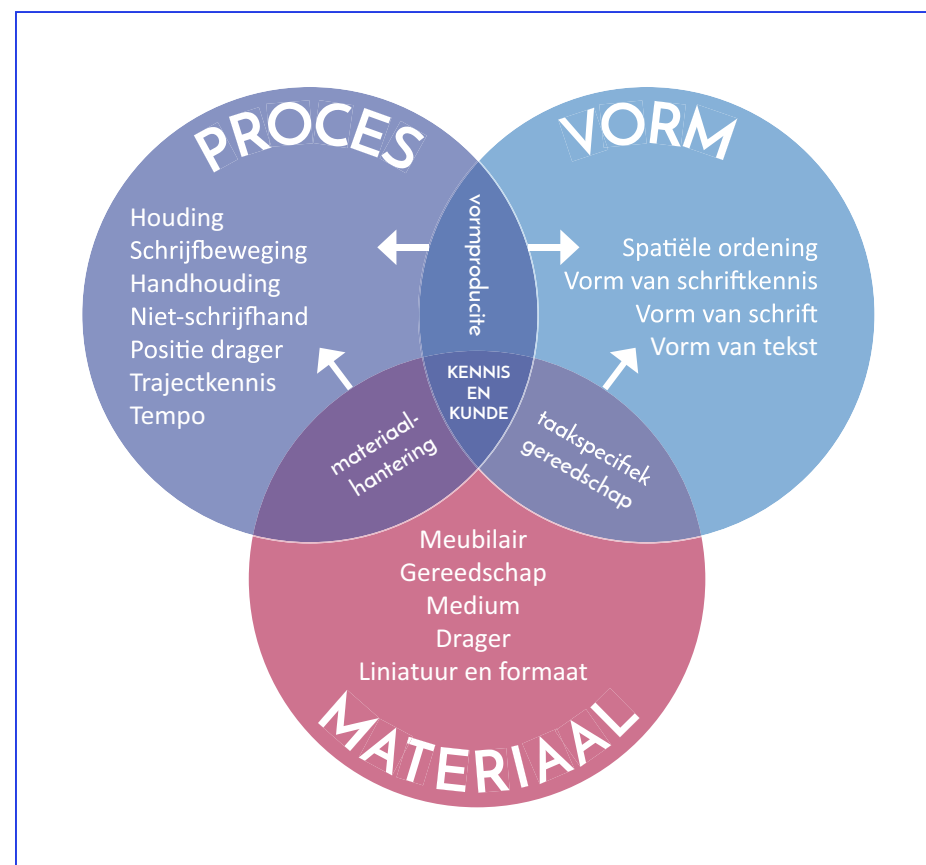 PROCES
Houding
Schrijfbeweging
Handhouding
Niet-schrijfhand
Positie drager
Trajectkennis
Tempo
VORM
Spatiële ordening
Vorm van schriftkennis
Vorm van schrift
Vorm van tekst
vormproducite
KENNIS
EN
KUNDE
materiaal-
hantering
taakspecifiek
gereedschap
Meubilair
Gereedschap
Medium
Drager
Liniatuur en formaat
MATERIAAL